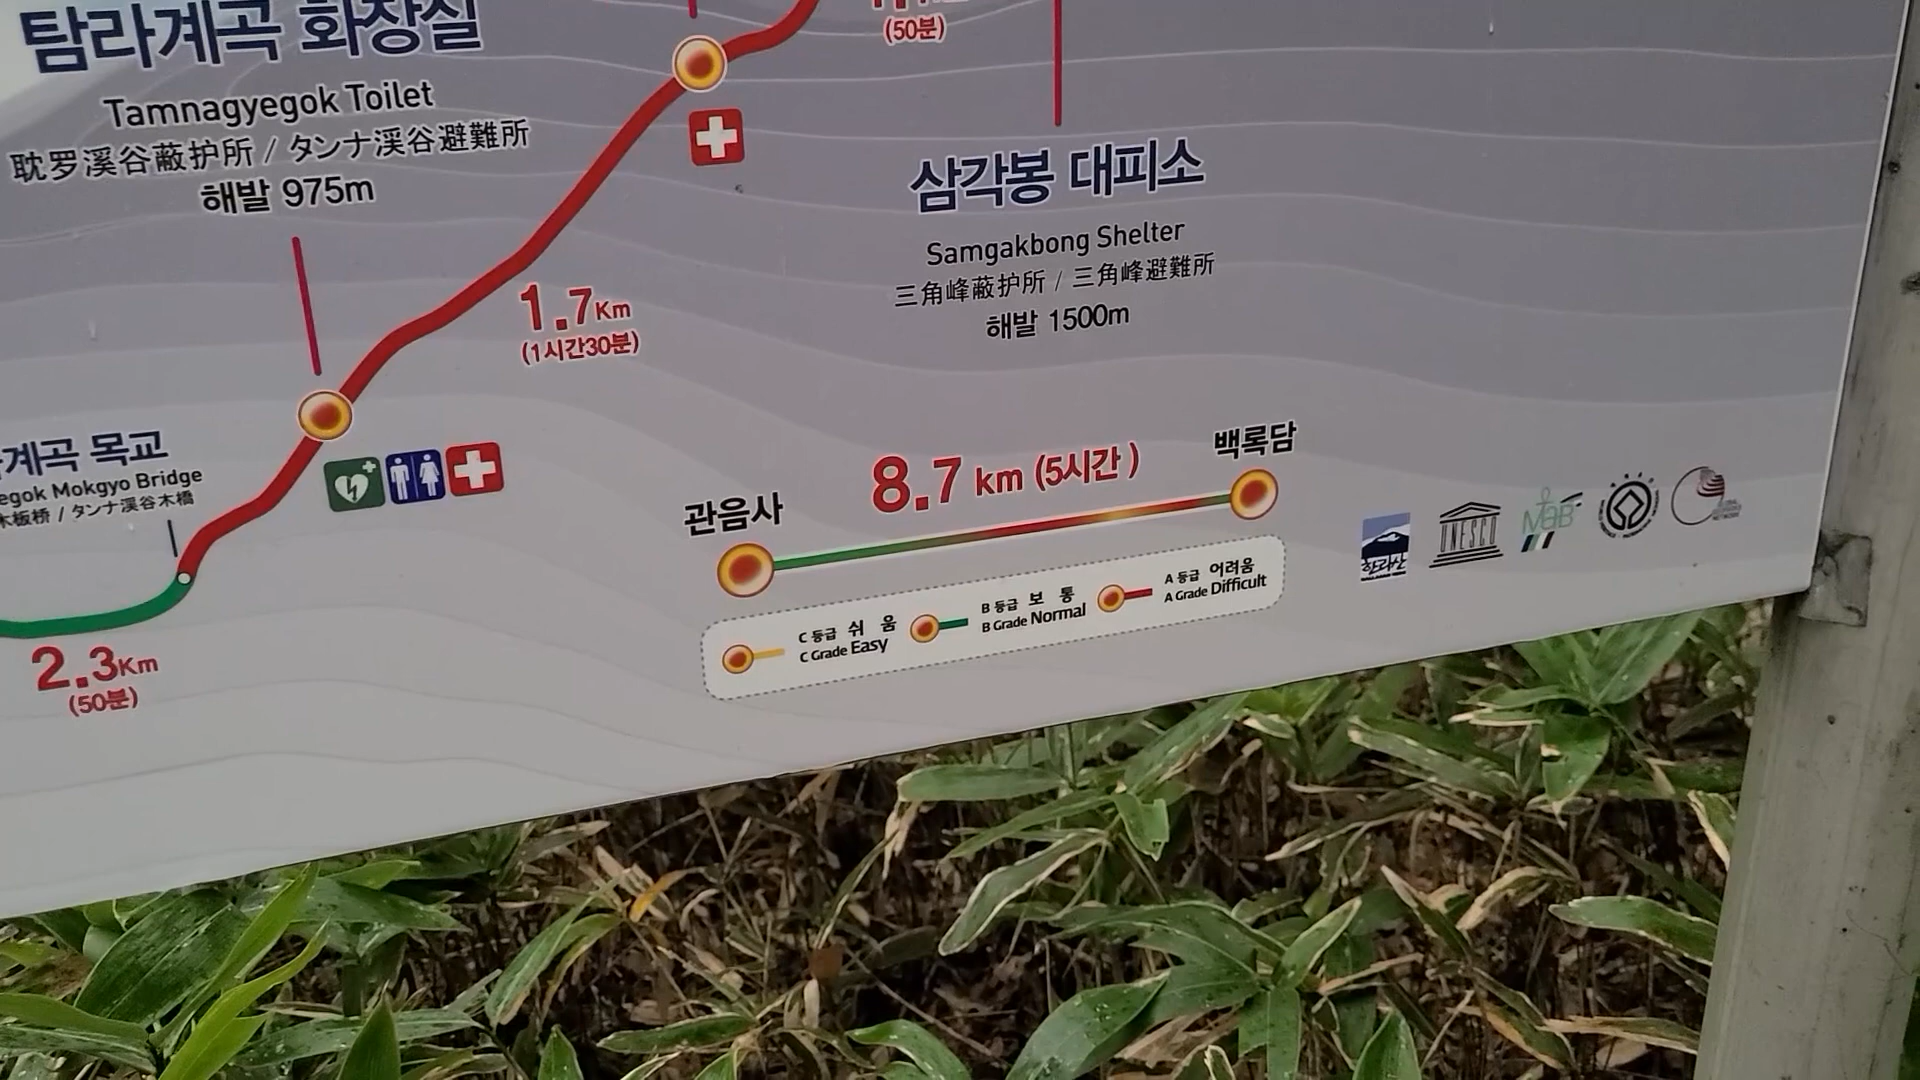 탐라계곡 화장실
Tamnagyegok Toilet
耽罗溪谷蔽护所 / タンナ渓谷避難所
해발 975m
(50분)
삼각봉 대피소
Samgakbong Shelter
三角峰蔽护所 / 三角峰避難所
해발 1500m
1.7Km
(1시간30분)
계곡 목교
egok Mokgyo Bridge
木板桥 / タンナ渓谷木橋
2.3Km
(50분)
관음사
8.7 km (5시간)
백록담
C 등급 쉬 움
C Grade Easy
B 등급 보 통
B Grade Normal
A 등급 어려움
A Grade Difficult
한라산
UNESCO
MaB